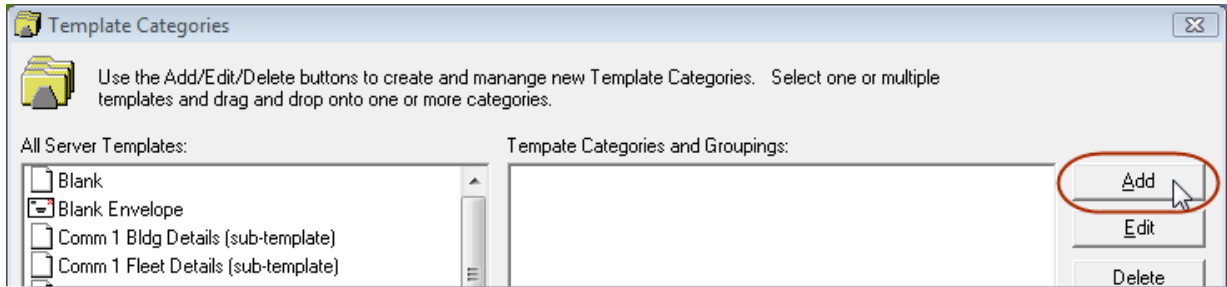 Template Categories
Use the Add/Edit/Delete buttons to create and manange new Template Categories. Select one or multiple
templates and drag and drop onto one or more categories.
All Server Templates:
Tempate Categories and Groupings:
Blank
Blank Envelope
Comm 1 Bldg Details (sub-template)
Comm 1 Fleet Details (sub-template)
Add
Edit
Delete